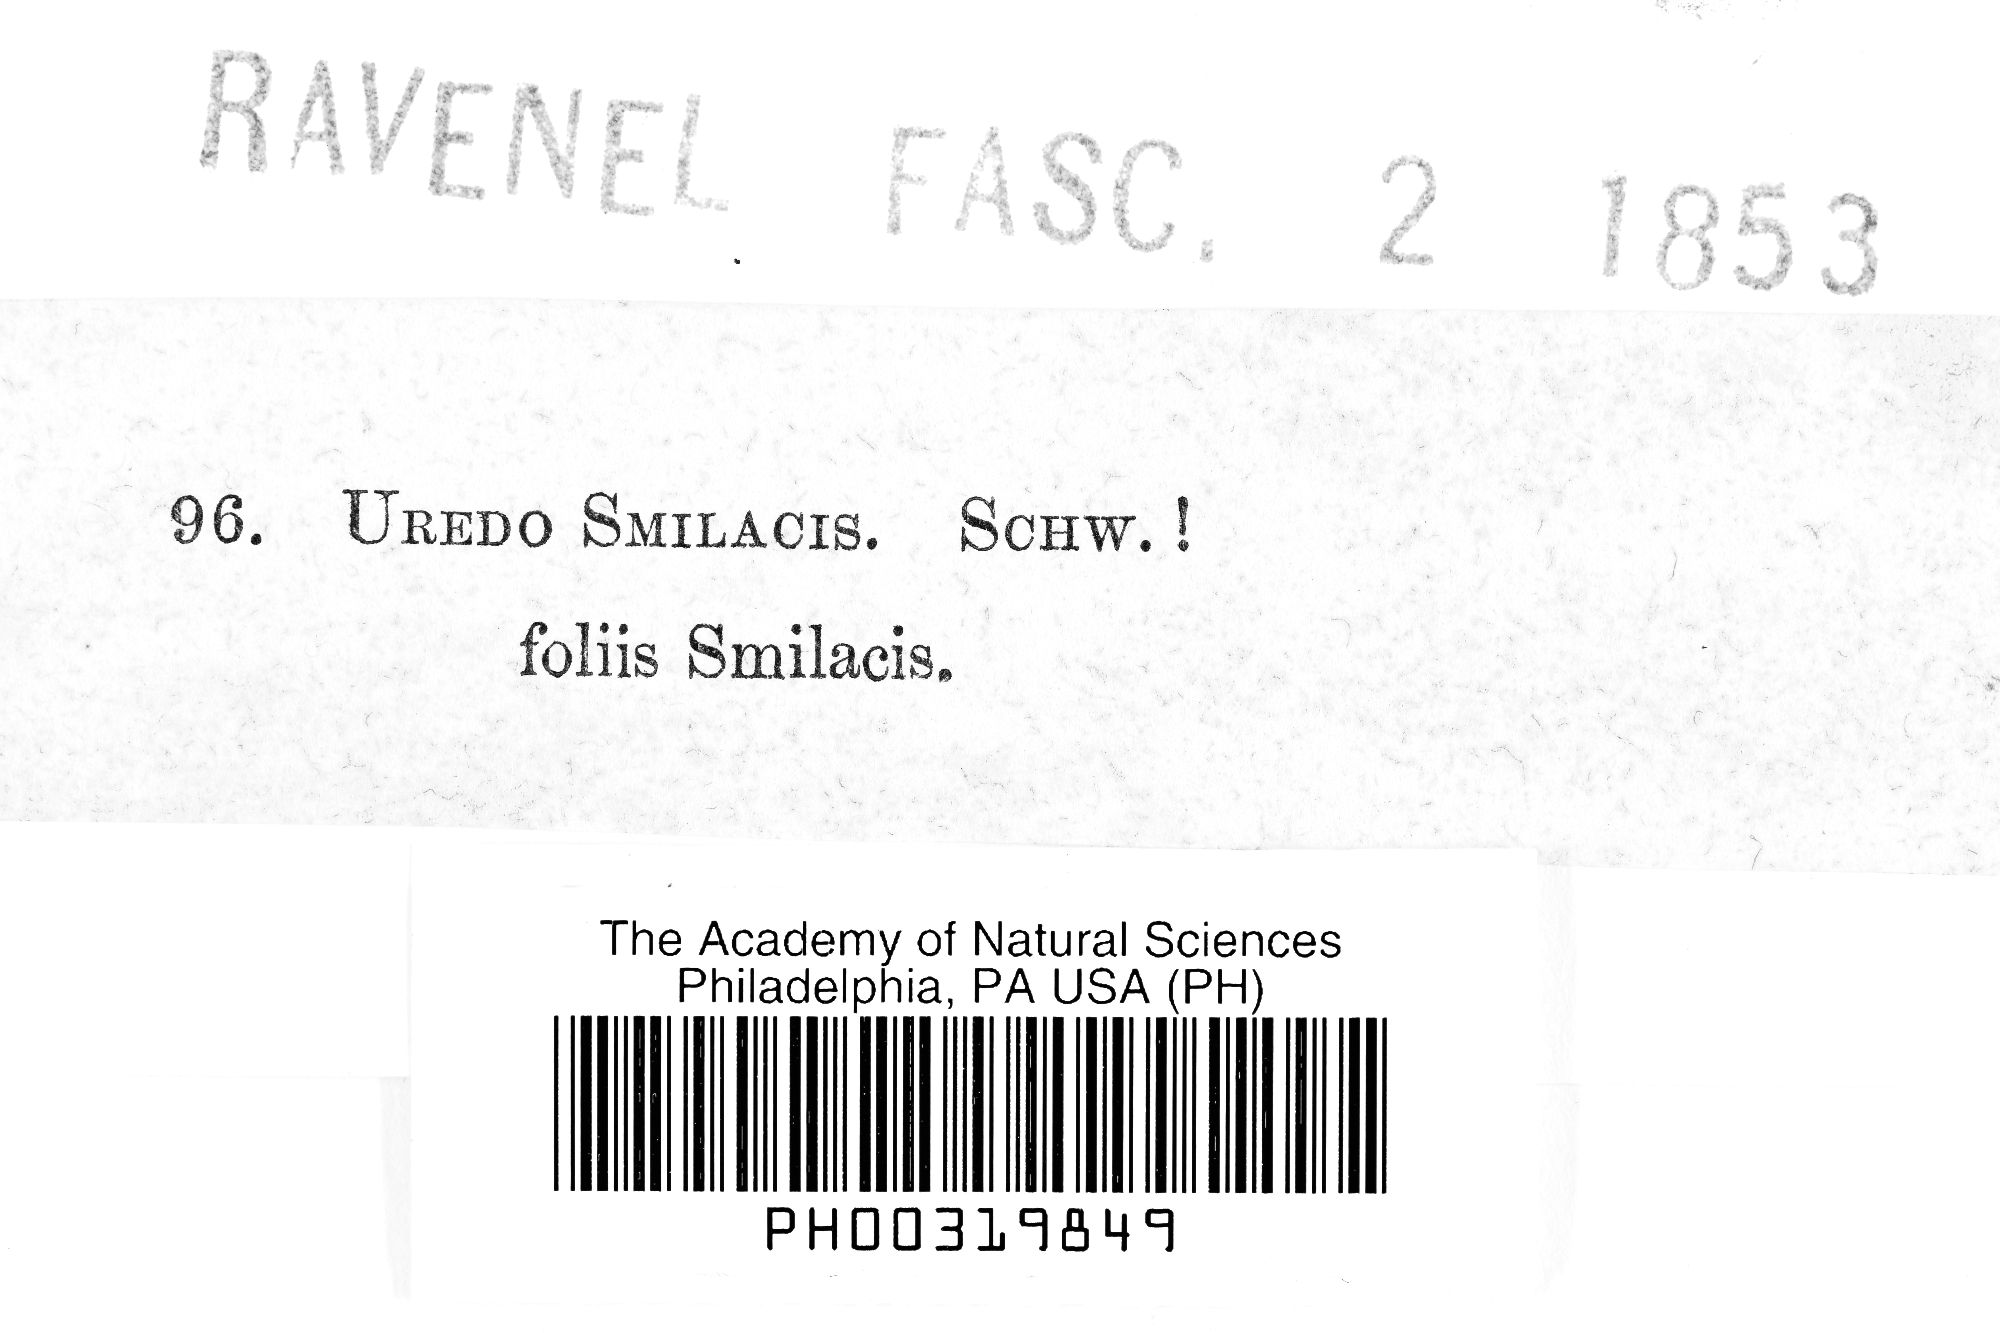 RAVENEL FASC. 2 1853
96. UREDO SMILACIS. SCHW. !
foliis Smilacis.
The Academy of Natural Sciences
Philadelphia, PA USA (PH)
PH00319849